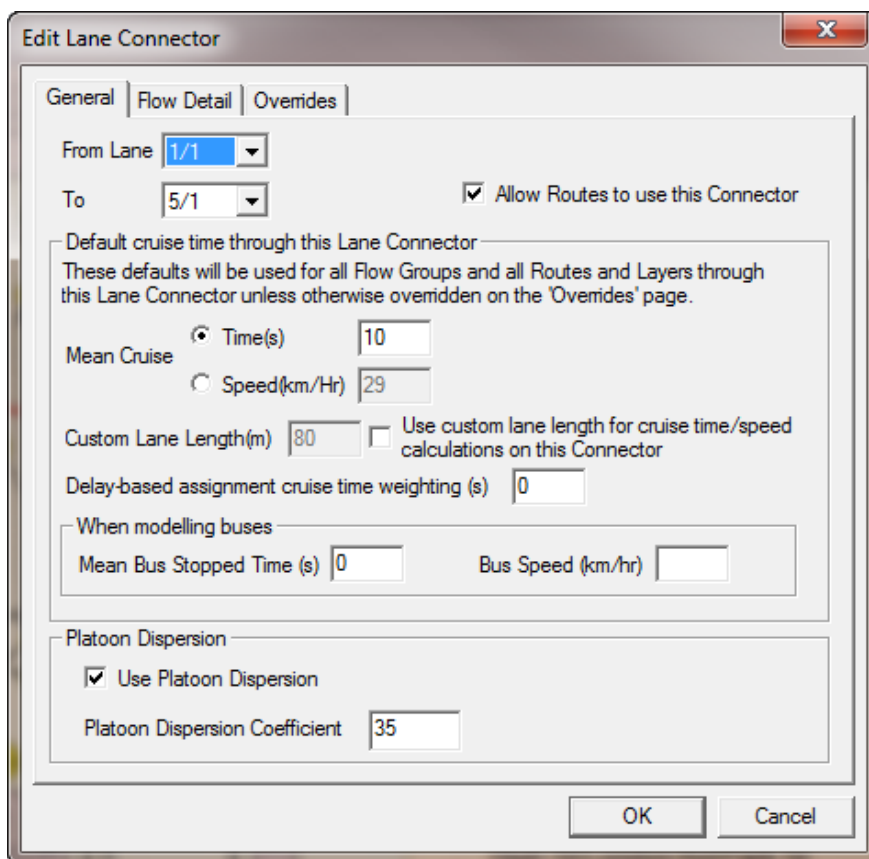 Edit Lane Connector
General Flow Detail Overrides
From Lane 1/1
To 5/1 Allow Routes to use this Connector
Default cruise time through this Lane Connector
These defaults will be used for all Flow Groups and all Routes and Layers through
this Lane Connector unless otherwise overridden on the 'Overrides' page.
Mean Cruise
Time(s) 10
Speed(km/Hr) 29
Custom Lane Length(m) 80
Use custom lane length for cruise time/speed
calculations on this Connector
Delay-based assignment cruise time weighting (s) 0
When modelling buses
Mean Bus Stopped Time (s) 0 Bus Speed (km/hr)
Platoon Dispersion
Use Platoon Dispersion
Platoon Dispersion Coefficient 35
OK Cancel